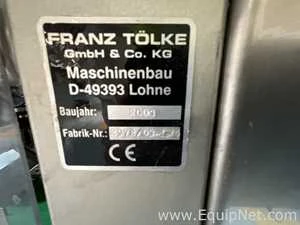 FRANZ TÖLKE
GmbH & Co. KG
Maschinenbau
D-49393 Lohne
Baujahr:
Fabrik-Nr.:
CE
www.EquipNet.com